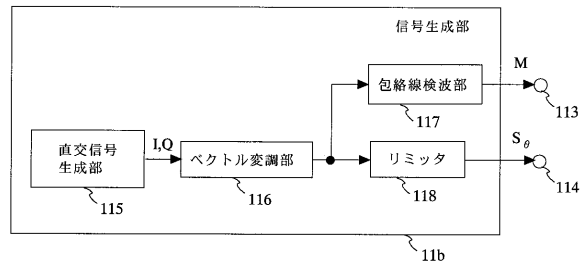 信号生成部
M
包絡線検波部
113
117
直交信号
生成部
I,Q
ベクトル変調部
リミッタ
Sθ
115
116
118
114
11b